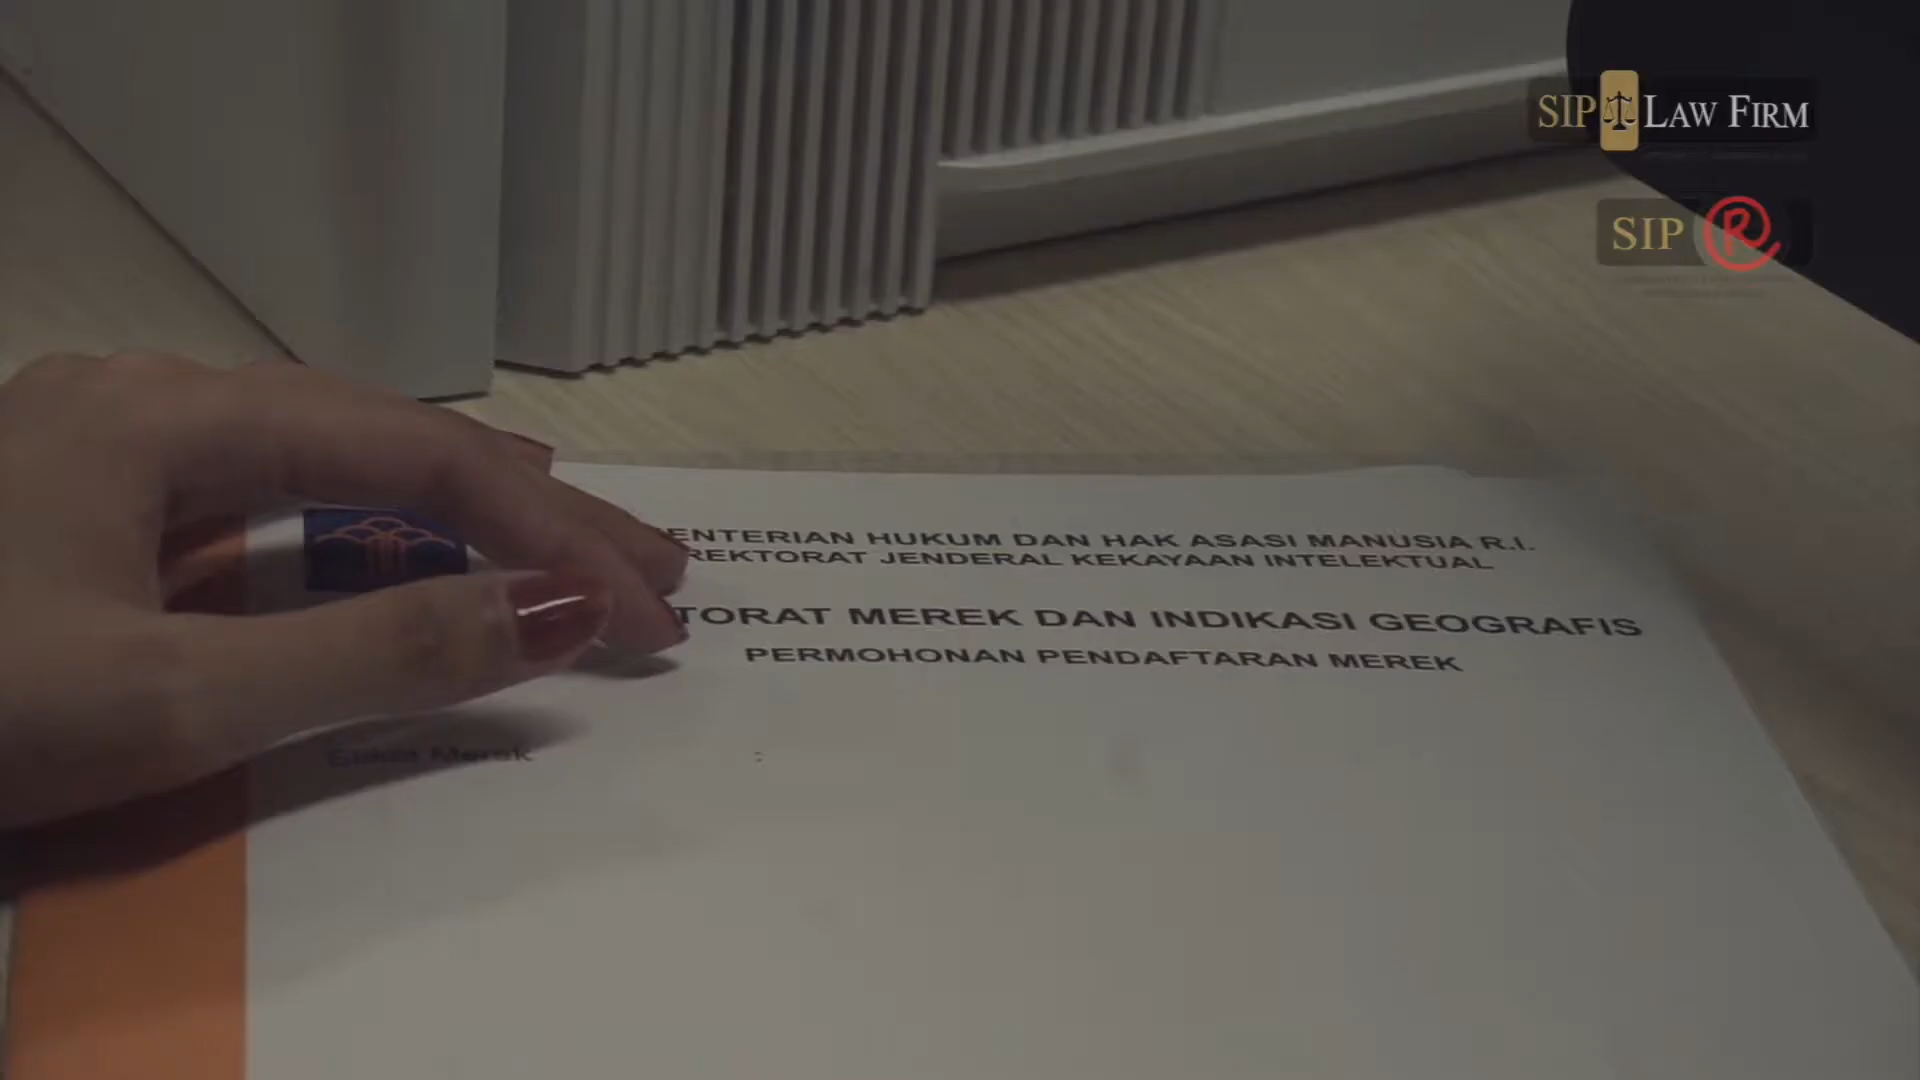 SIP LAW FIRM
SIP R
ENTERIAN HUKUM DAN HAK ASASI MANUSIA R.I.
REKTORAT JENDERAL KEKAYAAN INTELEKTUAL
TORAT MEREK DAN INDIKASI GEOGRAFIS
PERMOHONAN PENDAFTARAN MEREK
Merek :